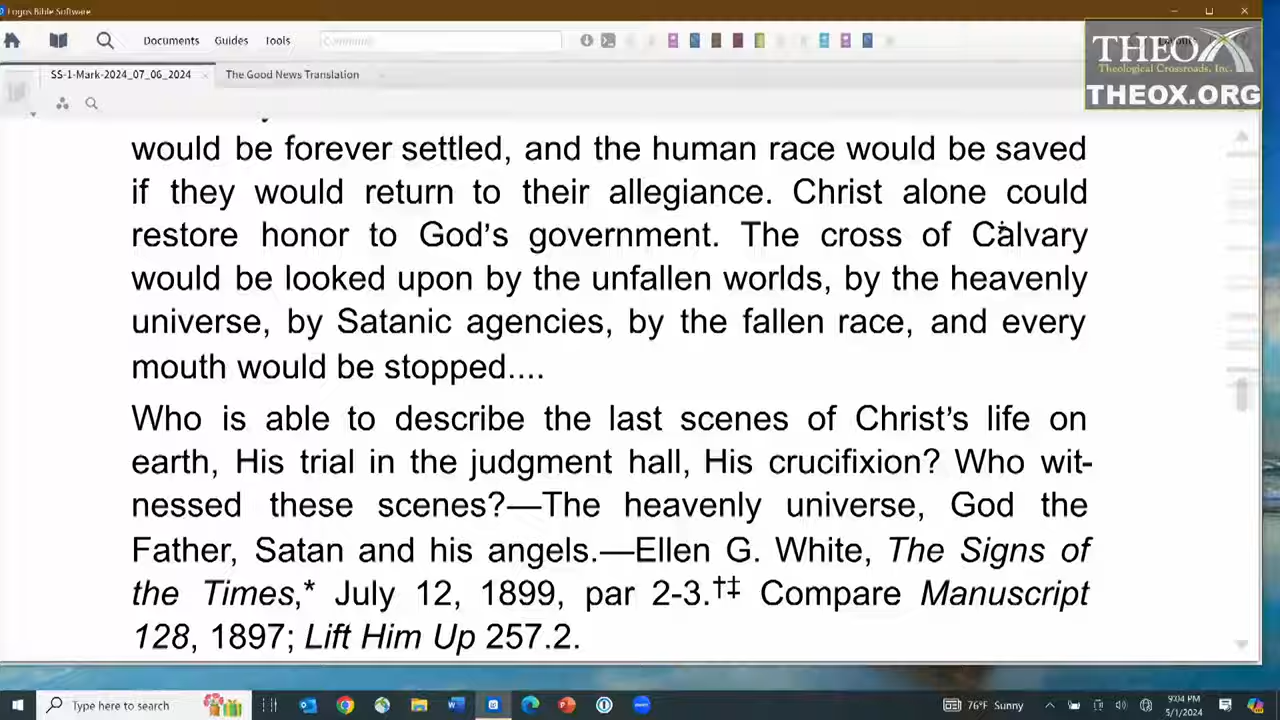 Logos Bible Software
Documents Guides Tools Command
THEOX
Theological Crossroads, Inc.
THEOX.ORG
SS-1-Mark-2024_07_06_2024 The Good News Translation
would be forever settled, and the human race would be saved
if they would return to their allegiance. Christ alone could
restore honor to God's government. The cross of Calvary
would be looked upon by the unfallen worlds, by the heavenly
universe, by Satanic agencies, by the fallen race, and every
mouth would be stopped....
Who is able to describe the last scenes of Christ's life on
earth, His trial in the judgment hall, His crucifixion? Who wit-
nessed these scenes?—The heavenly universe, God the
Father, Satan and his angels.—Ellen G. White, The Signs of
the Times,* July 12, 1899, par 2-3.†‡ Compare Manuscript
128, 1897; Lift Him Up 257.2.
Type here to search
76°F Sunny
9:04 PM
5/1/2024